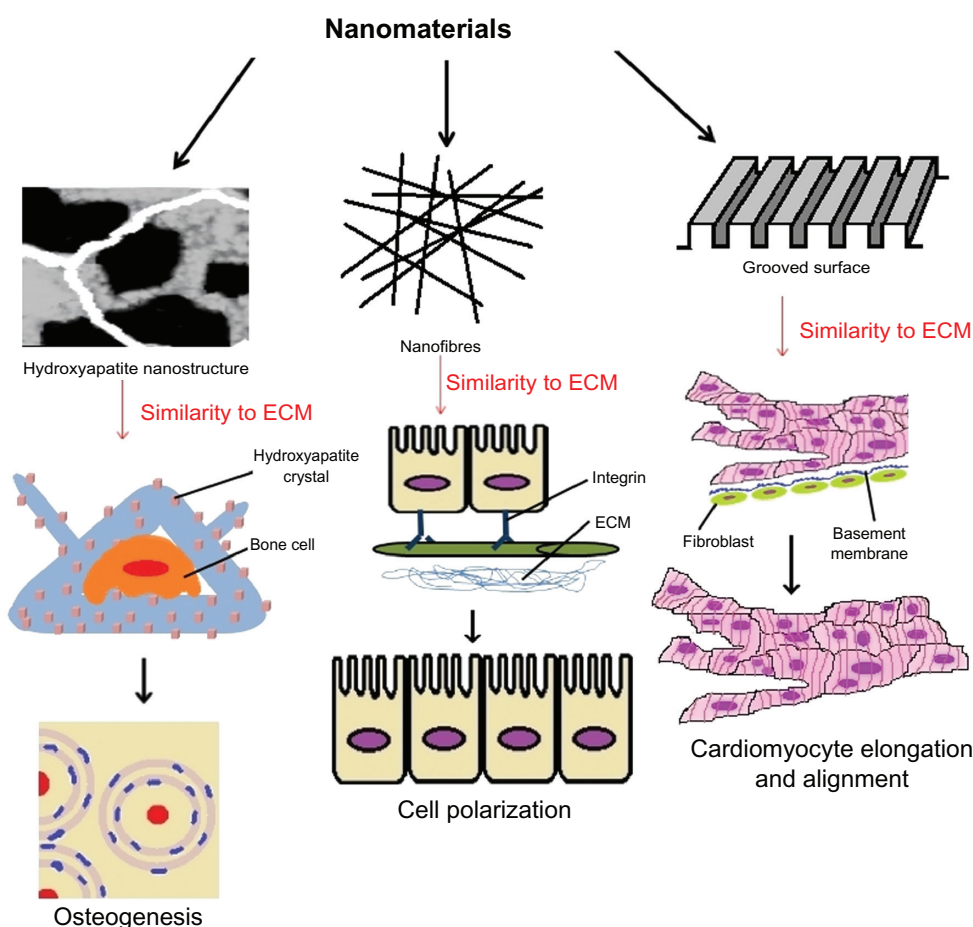 Nanomaterials
Hydroxyapatite nanostructure
Similarity to ECM
Hydroxyapatite
crystal
Bone cell
Osteogenesis
Nanofibres
Similarity to ECM
Integrin
ECM
Cell polarization
Grooved surface
Similarity to ECM
Fibroblast
Basement
membrane
Cardiomyocyte elongation
and alignment